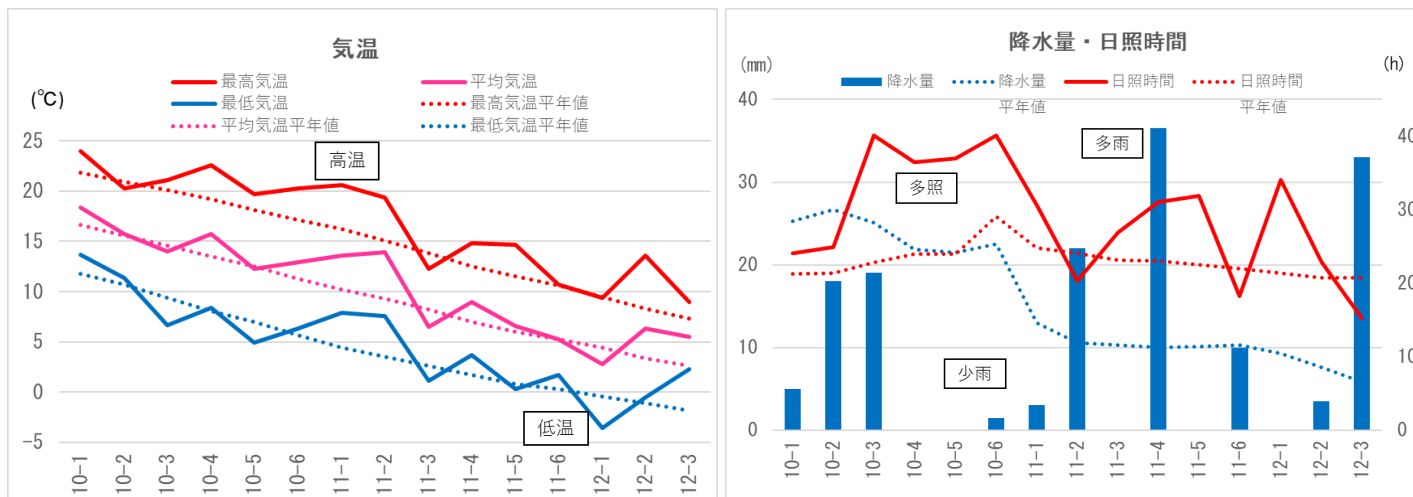 気温
最高気温 平均気温
(℃)
最低気温 最高気温平年値
平均気温平年値 最低気温平年値
25
高温
20
15
10
5
0
低温
-5
10-1 10-2 10-3 10-4 10-5 10-6 11-1 11-2 11-3 11-4 11-5 11-6 12-1 12-2 12-3
降水量・日照時間
(mm) (h)
降水量 降水量 日照時間 日照時間
平年値 平年値
40 40
多雨
30 30
多照
20 20
10 10
少雨
0 0
10-1 10-2 10-3 10-4 10-5 10-6 11-1 11-2 11-3 11-4 11-5 11-6 12-1 12-2 12-3